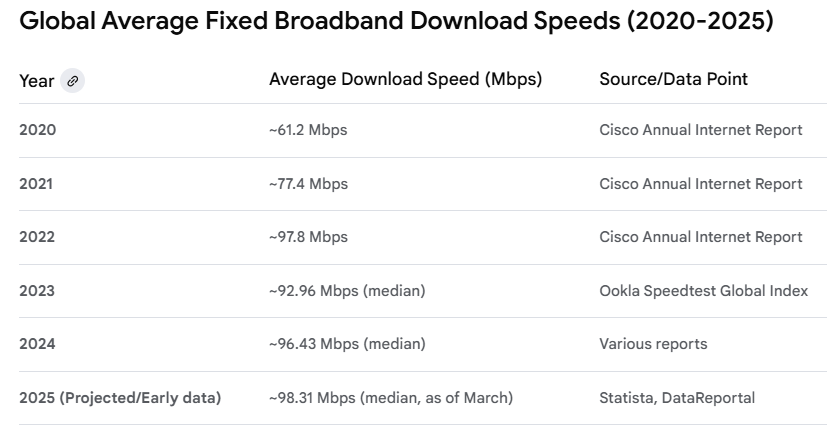 Global Average Fixed Broadband Download Speeds (2020-2025)
Year Average Download Speed (Mbps) Source/Data Point
2020 ~61.2 Mbps Cisco Annual Internet Report
2021 ~77.4 Mbps Cisco Annual Internet Report
2022 ~97.8 Mbps Cisco Annual Internet Report
2023 ~92.96 Mbps (median) Ookla Speedtest Global Index
2024 ~96.43 Mbps (median) Various reports
2025 (Projected/Early data) ~98.31 Mbps (median, as of March) Statista, DataReportal